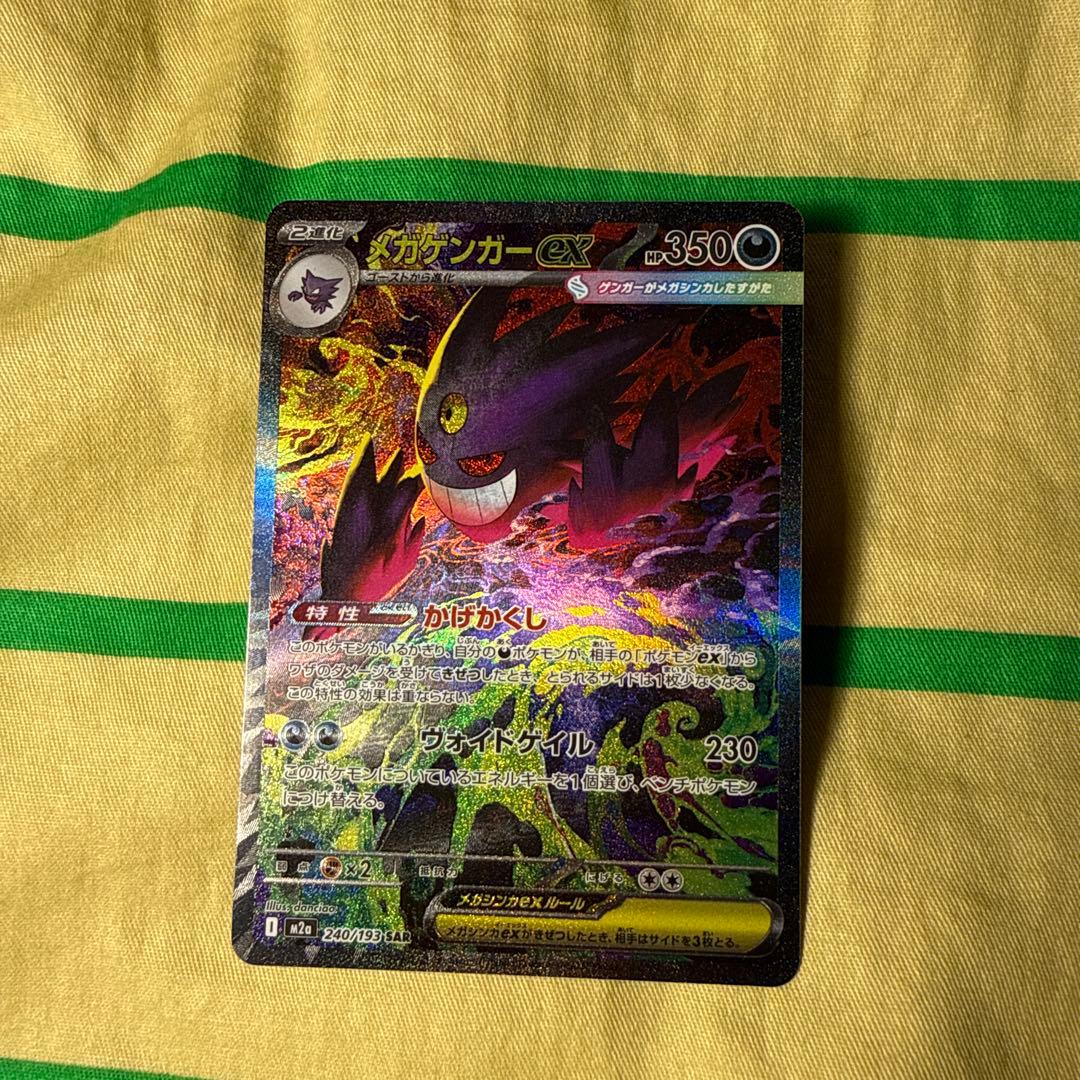 2進化
メガゲンガーex
HP350
ゴーストから進化
ゲンガーがメガシンカしたすがた
特性 かげかくし
このポケモンがいるかぎり、自分の ポケモンが、相手の「ポケモンex」から
ワザのダメージを受けてきぜつしたとき、とられるサイドは1枚少なくなる。
この特性の効果は重ならない。
ヴォイドゲイル 230
このポケモンについているエネルギーを1個選び、ベンチポケモン
につけ替える。
弱点 ×2 抵抗力 にげる
Illus. danciao
メガシンカexルール
I m2a 240/193 SAR
メガシンカexがきぜつしたとき、相手はサイドを3枚とる。